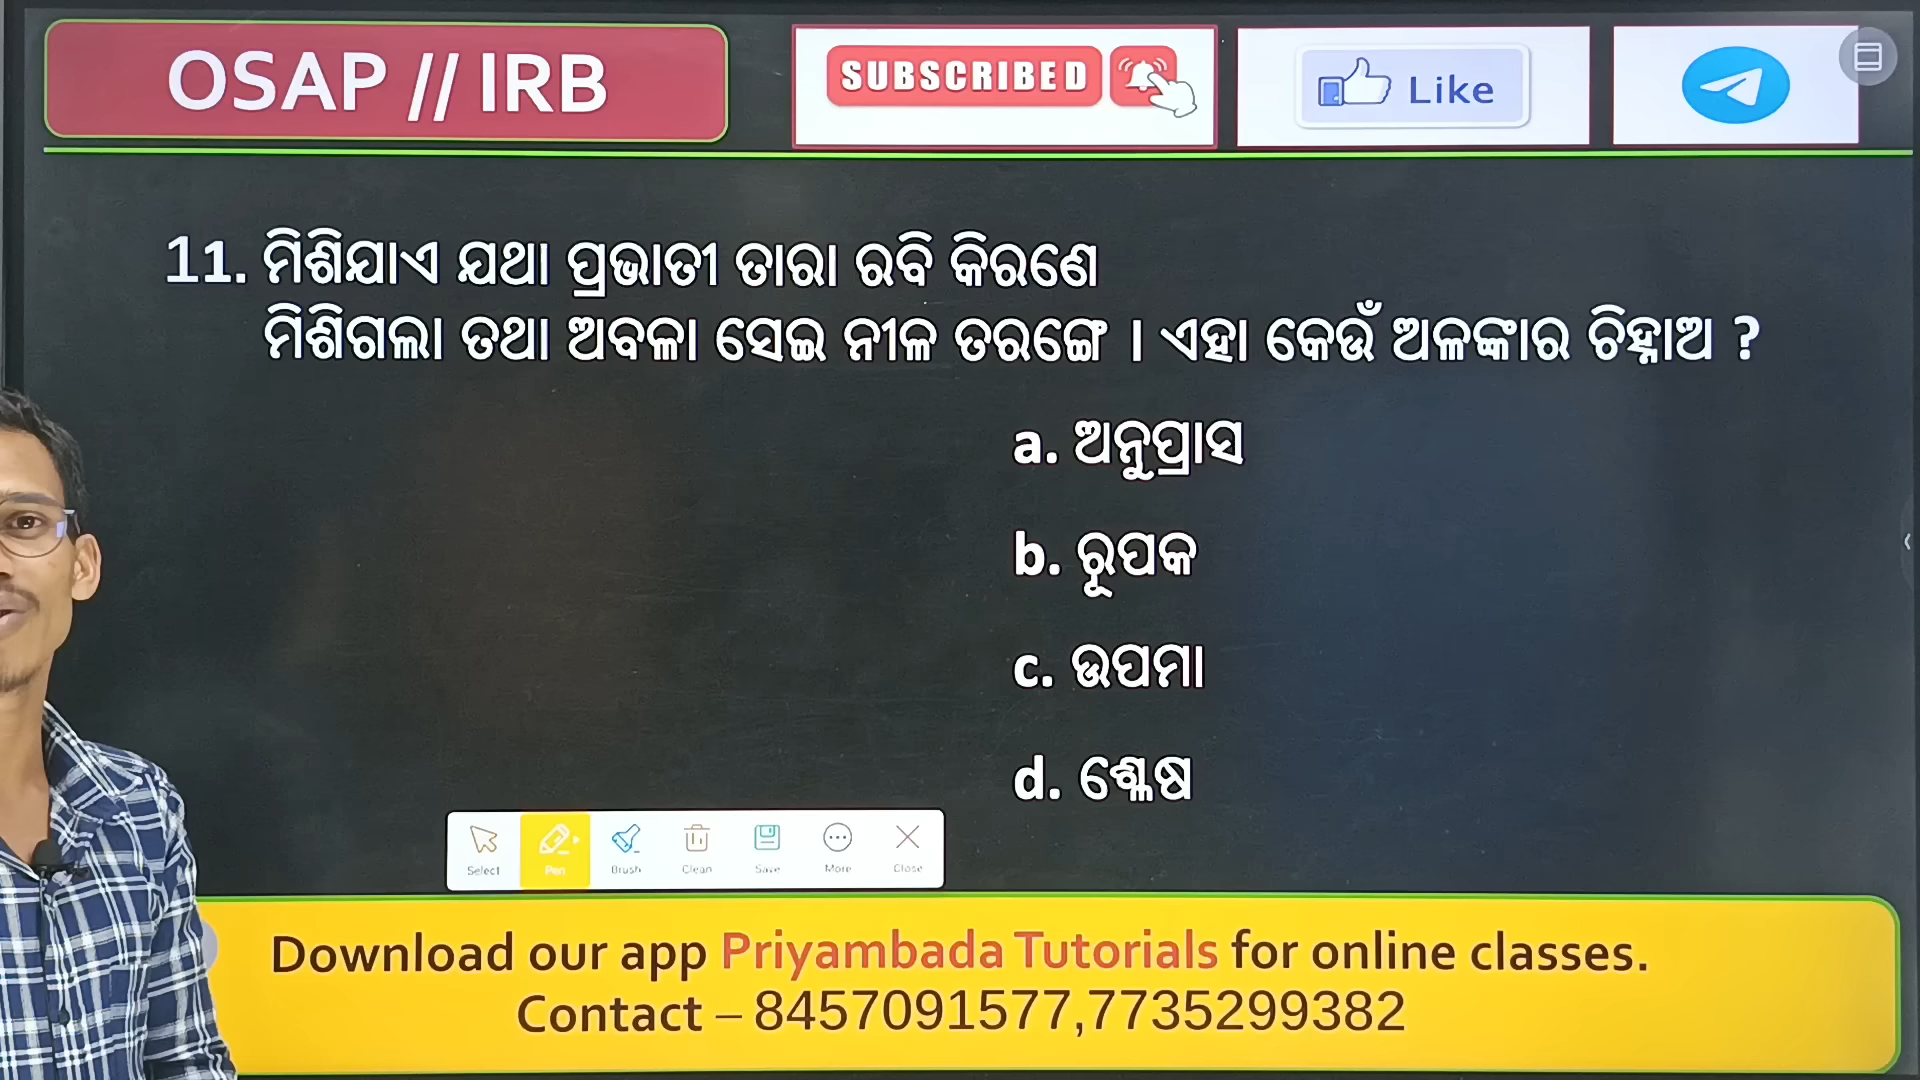 OSAP // IRB
SUBSCRIBED
Like
11. ମିଶିଯାଏ ଯଥା ପ୍ରଭାତୀ ତାରା ରବି କିରଣେ
ମିଶିଗଲା ତଥା ଅବଳା ସେଇ ନୀଳ ତରଙ୍ଗେ । ଏହା କେଉଁ ଅଳଙ୍କାର ଚିହ୍ନାଅ ?
a. ଅନୁପ୍ରାସ
b. ରୂପକ
c. ଉପମା
d. ଶ୍ଳେଷ
Select Pen Brush Clean Save More Close
Download our app Priyambada Tutorials for online classes.
Contact – 8457091577,7735299382